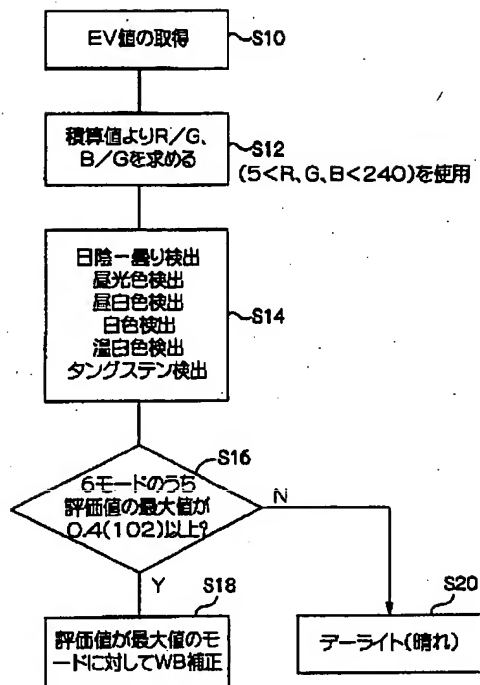 EV値の取得
S10
積算値よりR/G、
B/Gを求める
S12
(5<R、G、B<240)を使用
日陰ー曇り検出
昼光色検出
昼白色検出
白色検出
温白色検出
タングステン検出
S14
6モードのうち
評価値の最大値が
0.4(102)以上?
S16
N
Y
S18
評価値が最大値のモ
ードに対してWB補正
S20
デーライト(晴れ)